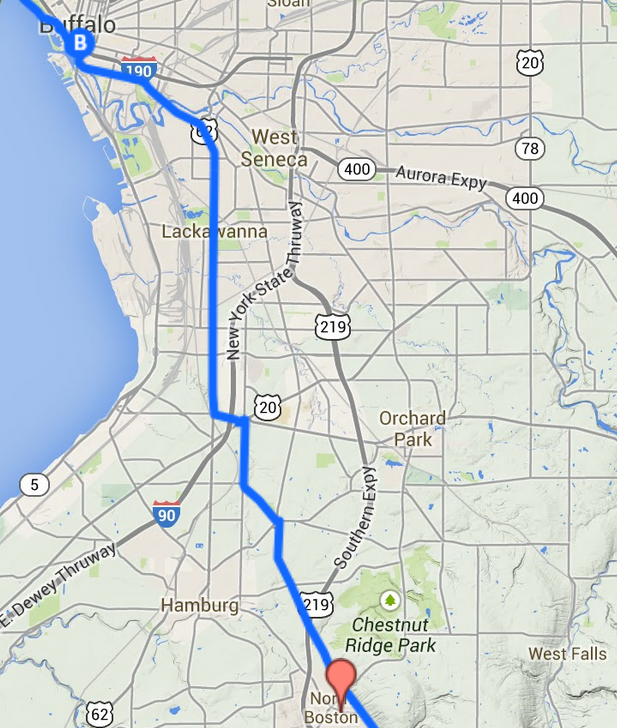 Sloan
Buffalo
B
20
190
62
West
Seneca
78
400
Aurora Expy
400
Lackawanna
New York State Thruway
219
20
Orchard
Park
5
Southern Expy
90
E. Dewey Thruway
Hamburg
219
Chestnut
Ridge Park
West Falls
Boston
62